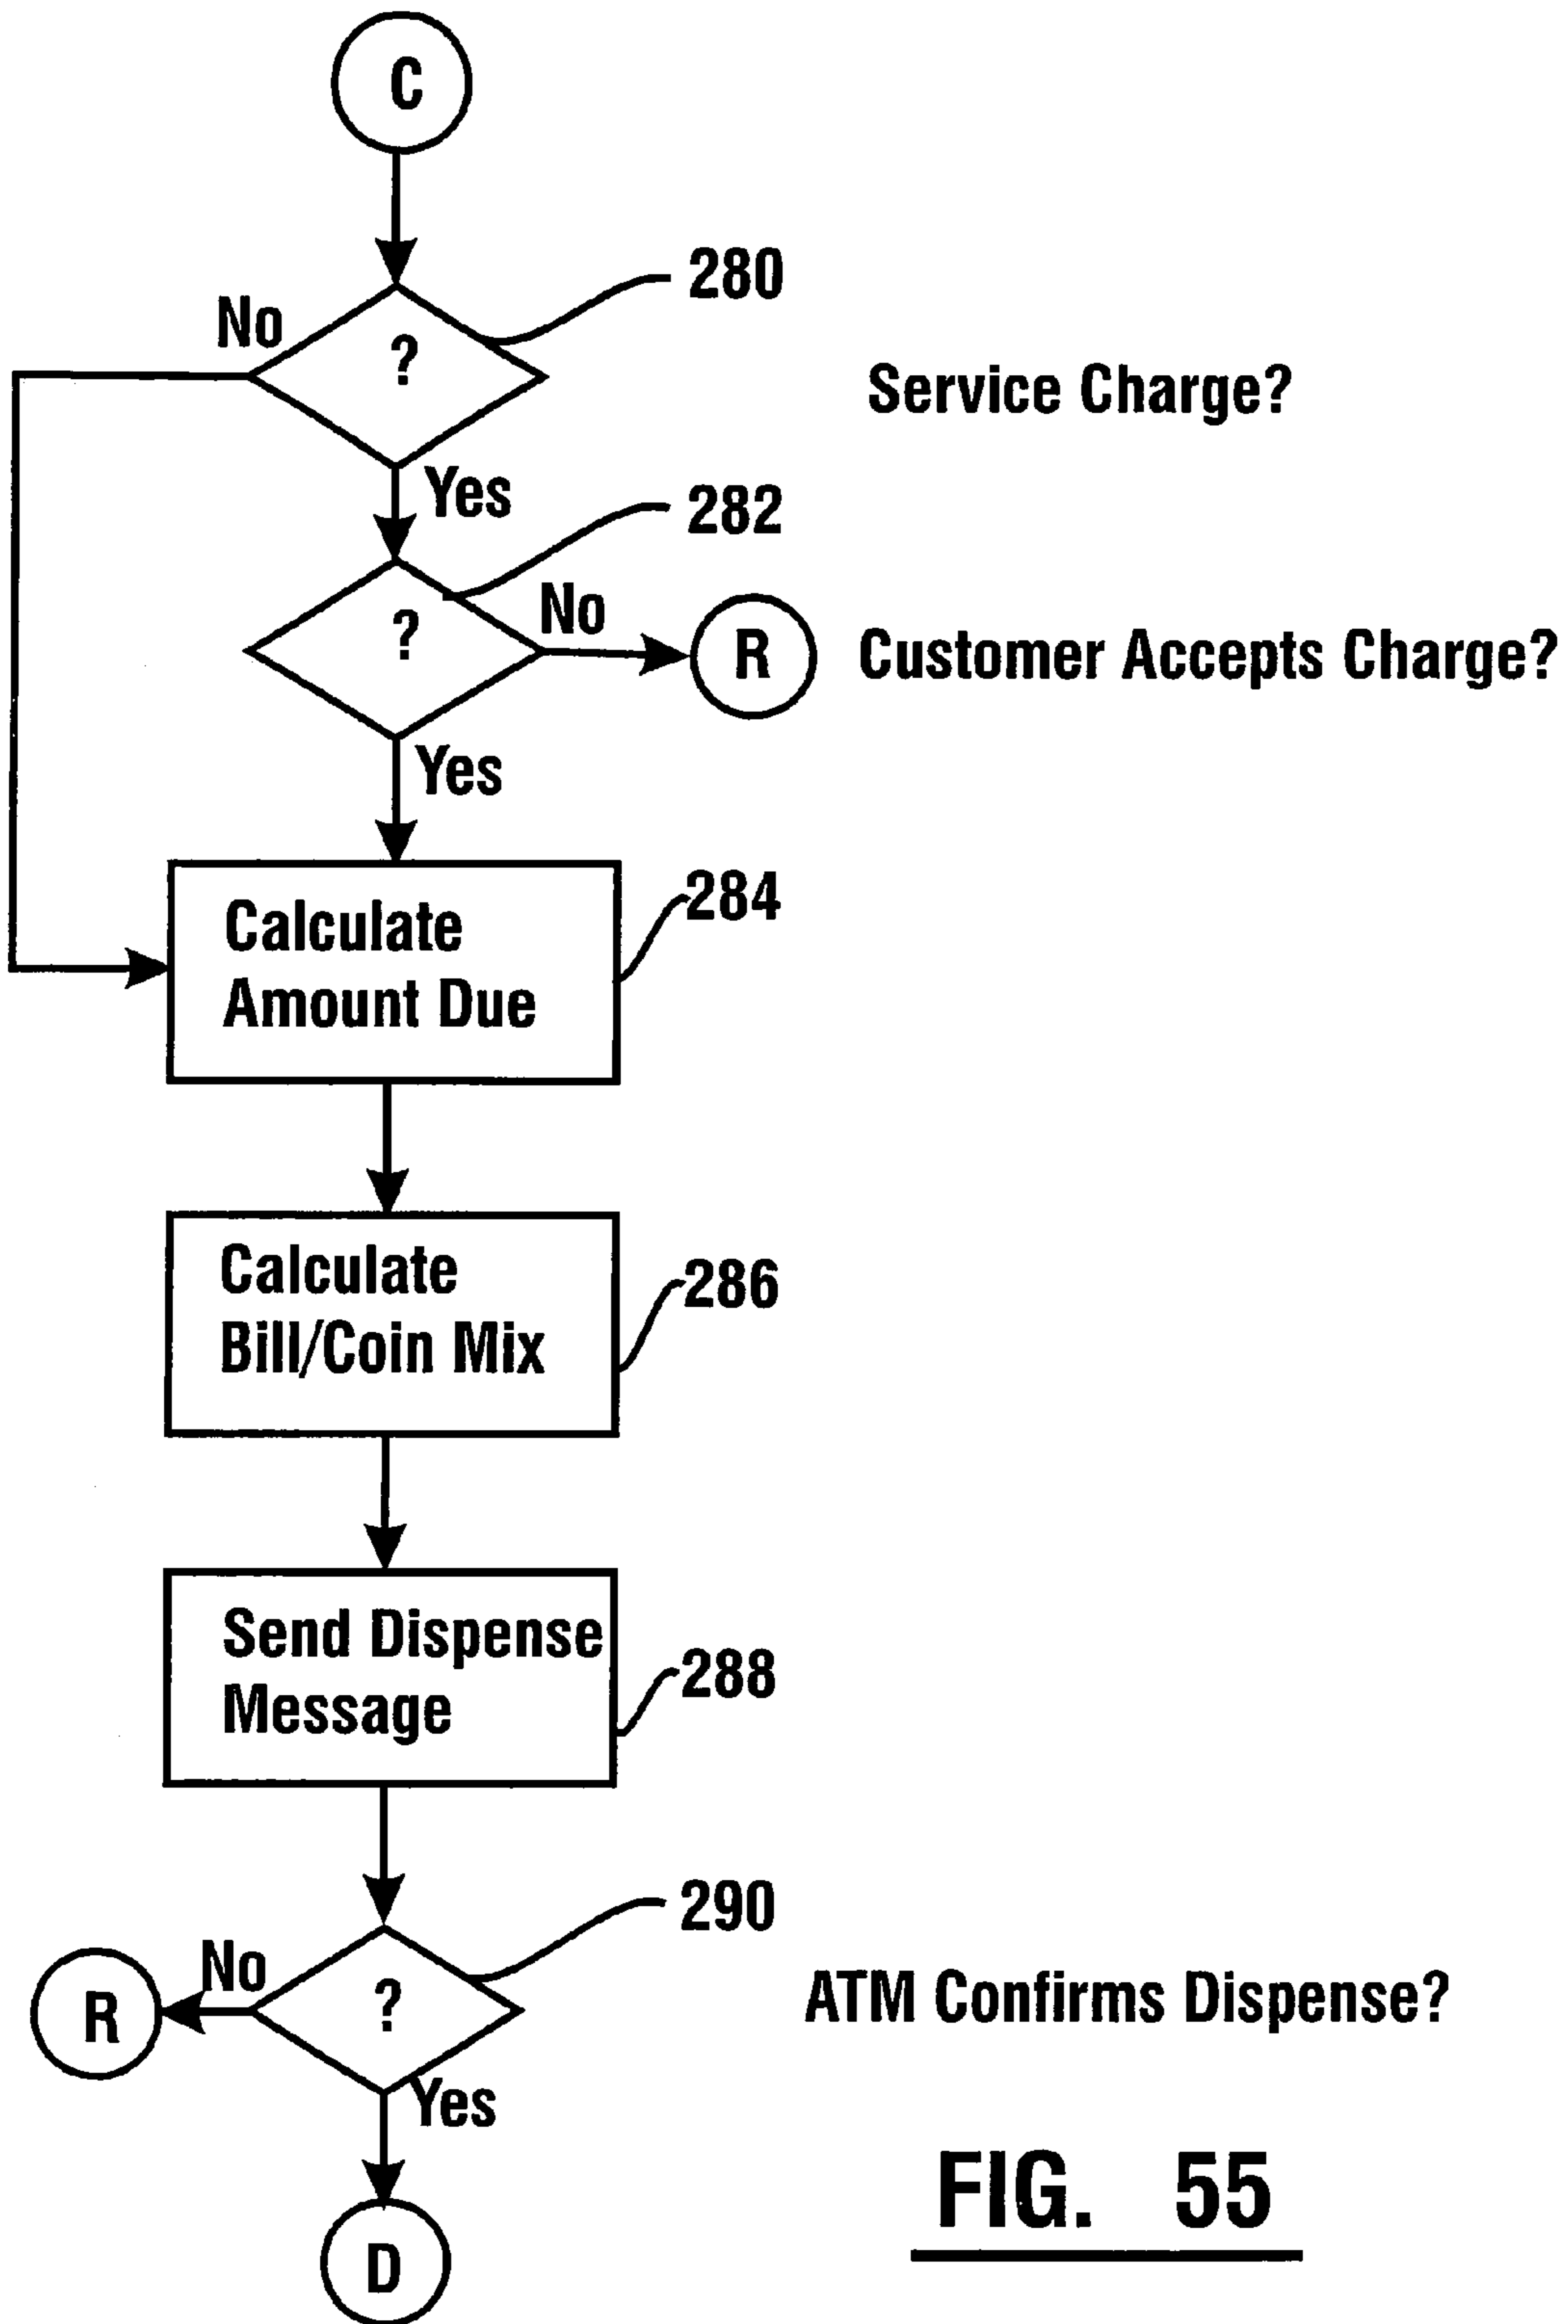 C
280
No
?
Service Charge?
Yes
282
?
No
R
Customer Accepts Charge?
Yes
Calculate
Amount Due
284
Calculate
Bill/Coin Mix
286
Send Dispense
Message
288
290
No
R
?
ATM Confirms Dispense?
Yes
D
FIG. 55